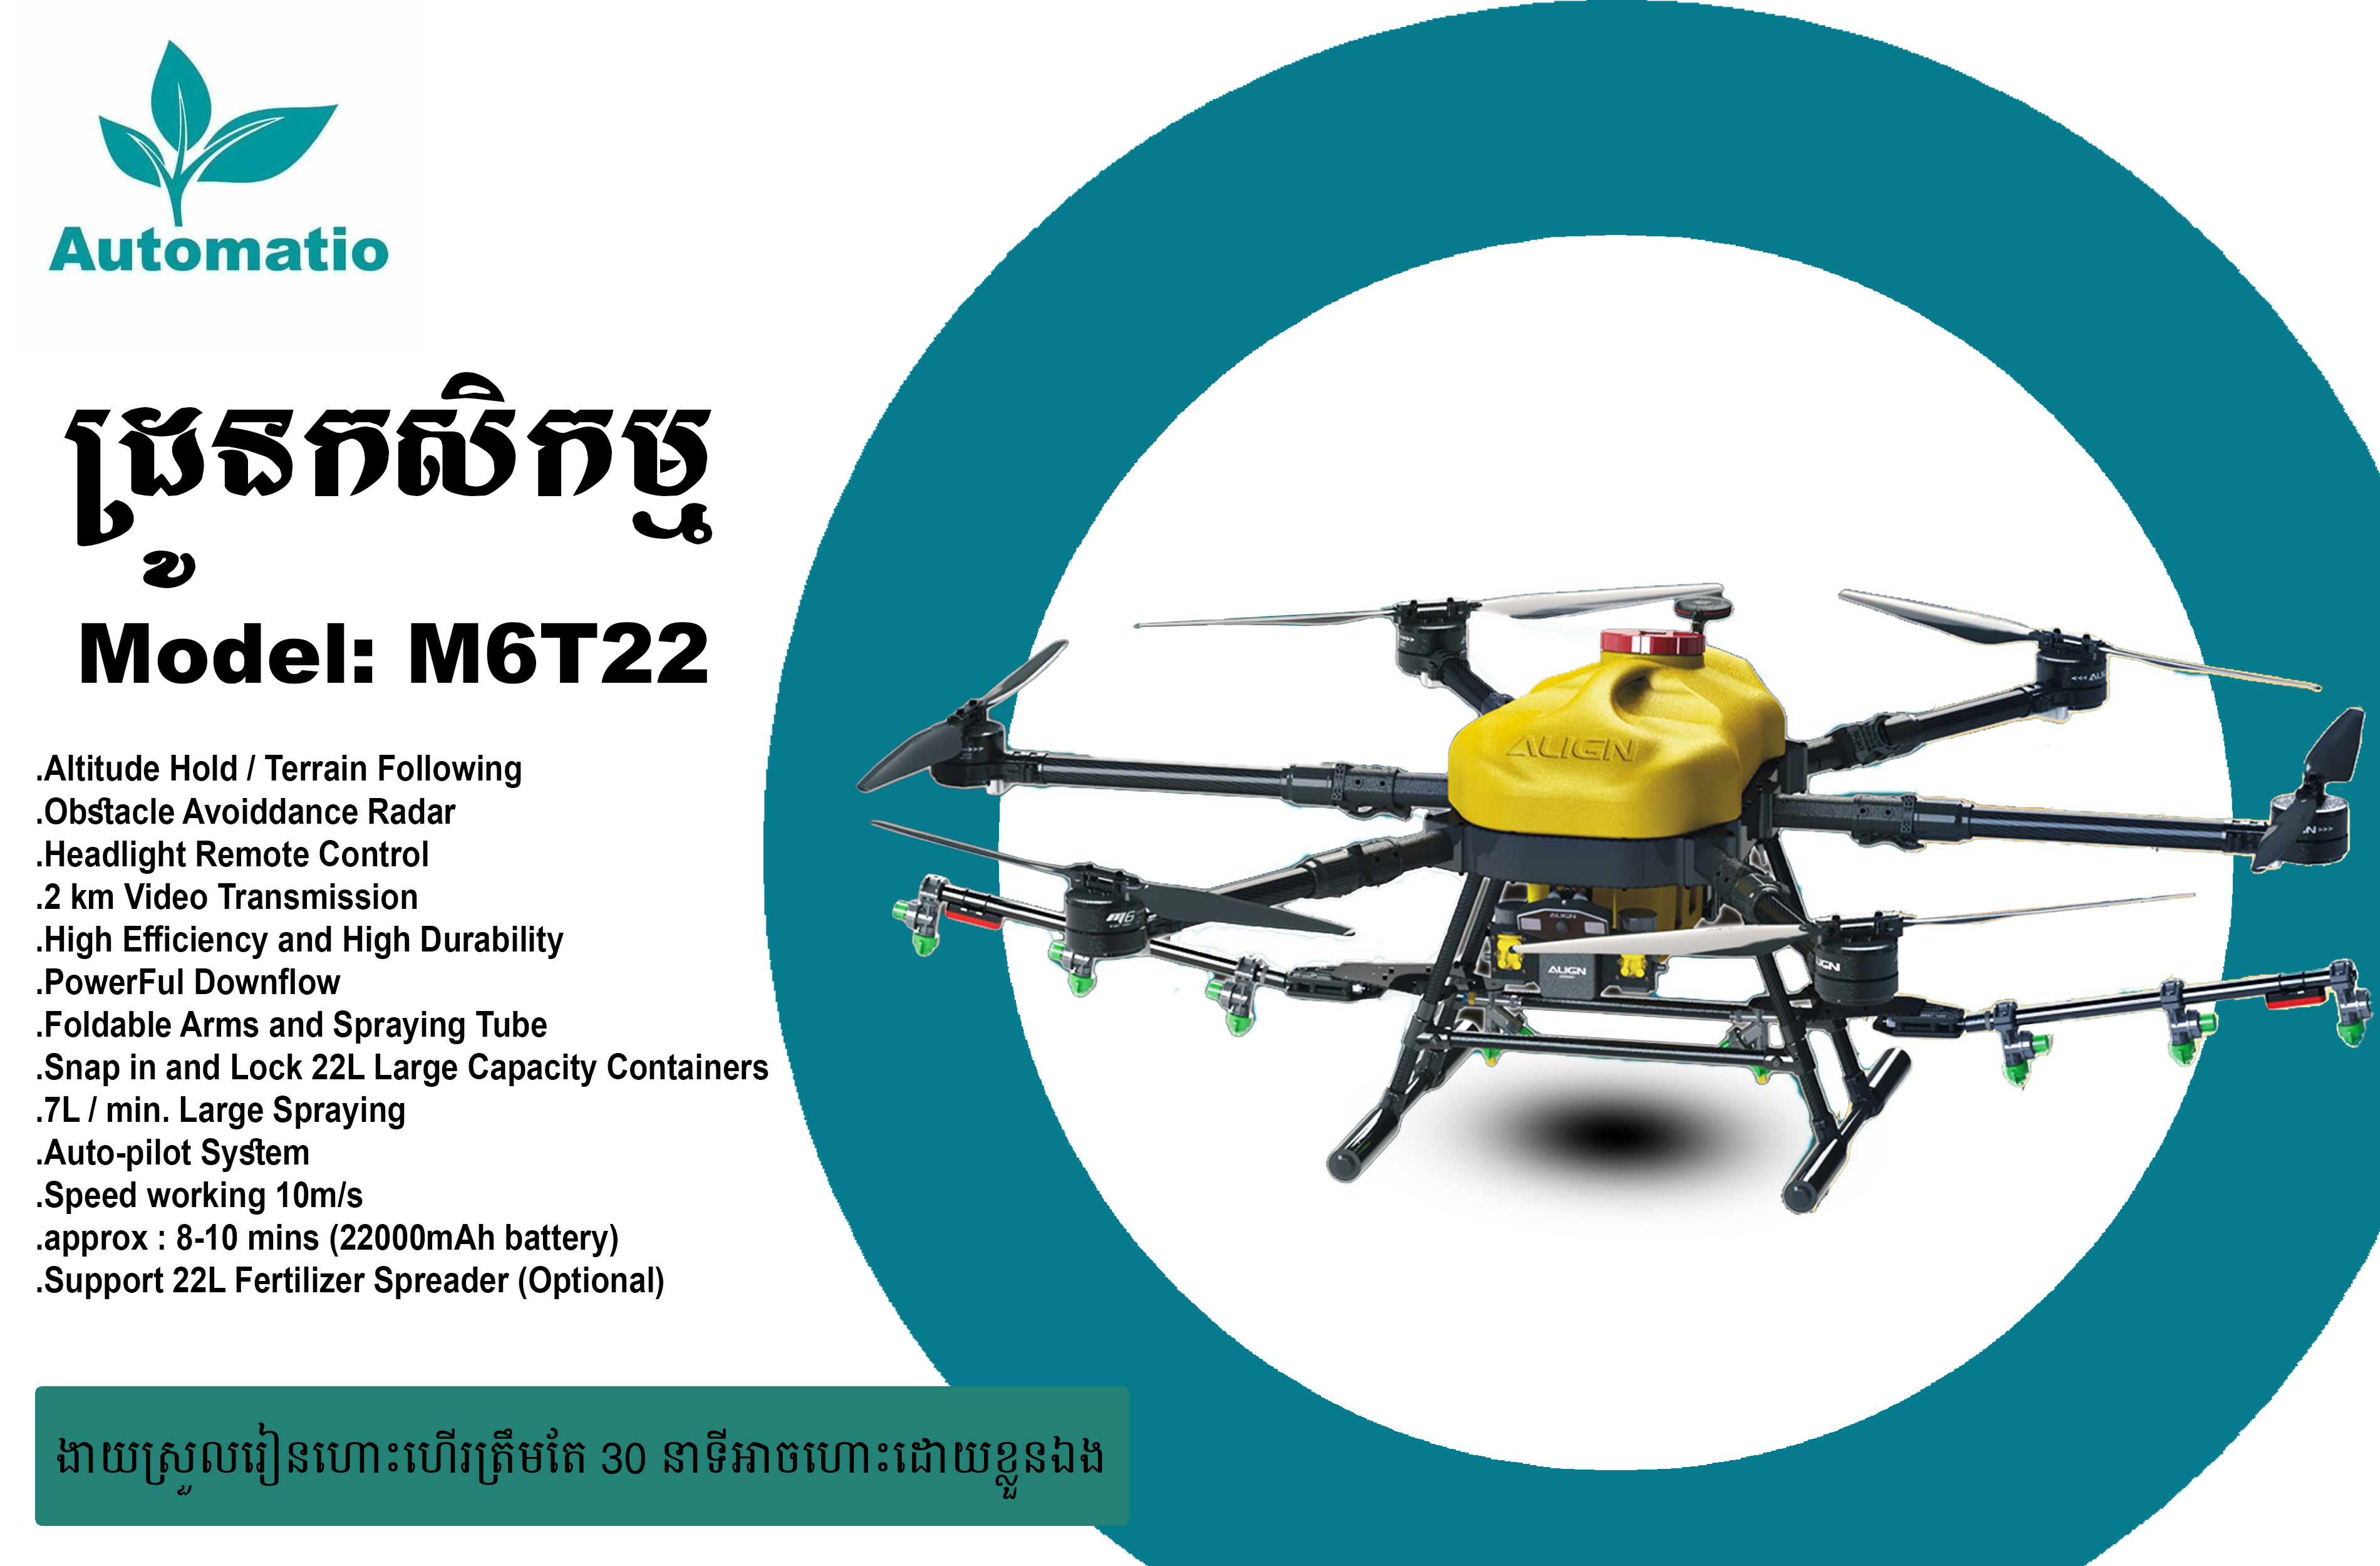 Automatio
ដ្រូនកសិកម្ម
Model: M6T22
.Altitude Hold / Terrain Following
.Obstacle Avoiddance Radar
.Headlight Remote Control
.2 km Video Transmission
.High Efficiency and High Durability
.PowerFul Downflow
.Foldable Arms and Spraying Tube
.Snap in and Lock 22L Large Capacity Containers
.7L / min. Large Spraying
.Auto-pilot System
.Speed working 10m/s
.approx : 8-10 mins (22000mAh battery)
.Support 22L Fertilizer Spreader (Optional)
ងាយស្រួលរៀនហោះហើរត្រឹមតែ 30 នាទីអាចហោះដោយខ្លួនឯង
ALIGN
M6
ALIGN
ALIGN